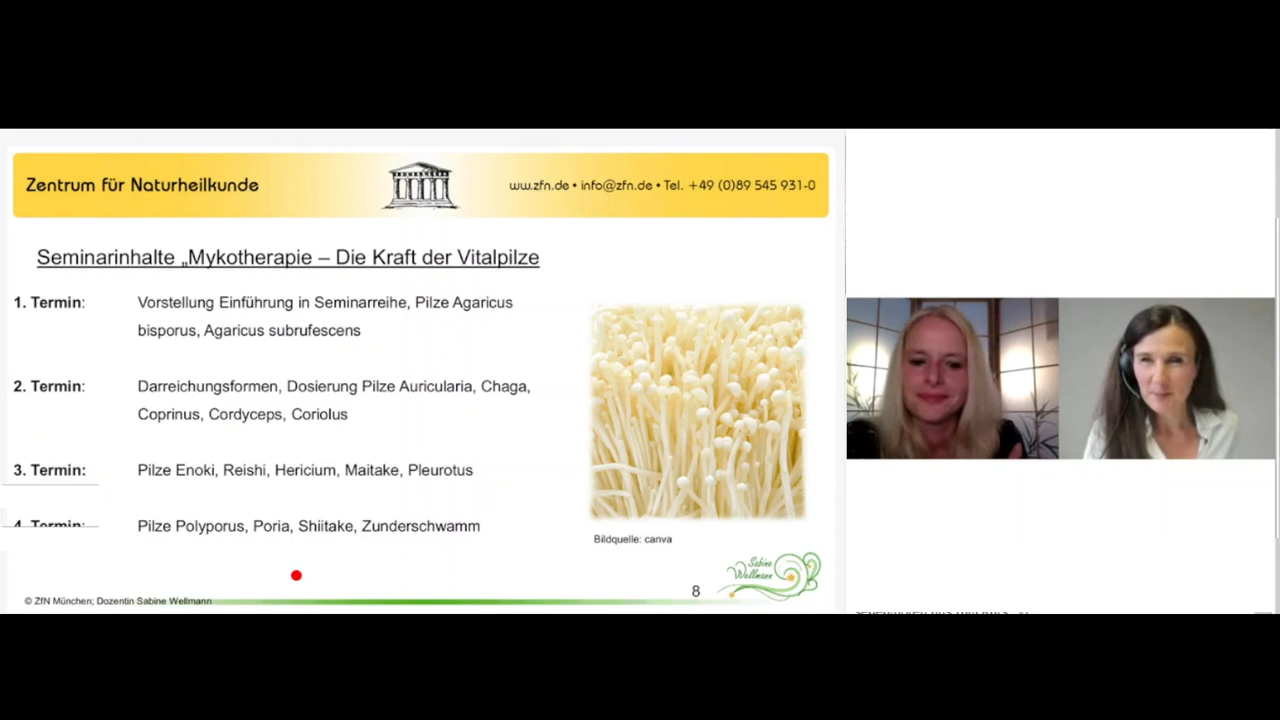 Zentrum für Naturheilkunde
ww.zfn.de • info@zfn.de • Tel. +49 (0)89 545 931-0
Seminarinhalte „Mykotherapie – Die Kraft der Vitalpilze
1. Termin: Vorstellung Einführung in Seminarreihe, Pilze Agaricus
bisporus, Agaricus subrufescens
2. Termin: Darreichungsformen, Dosierung Pilze Auricularia, Chaga,
Coprinus, Cordyceps, Coriolus
3. Termin: Pilze Enoki, Reishi, Hericium, Maitake, Pleurotus
4. Termin: Pilze Polyporus, Poria, Shiitake, Zunderschwamm
Bildquelle: canva
Sabine
Wellmann
8
© ZfN München; Dozentin Sabine Wellmann